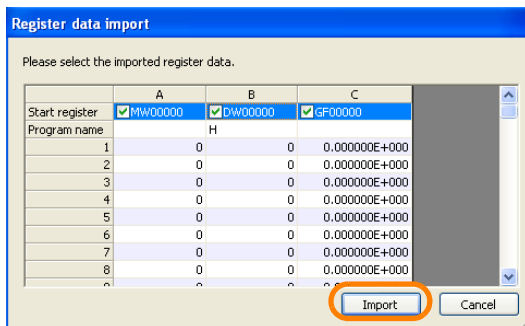 Register data import
Please select the imported register data.
A B C
Start register MW00000 DW00000 GF00000
Program name H
1 0 0 0.000000E+000
2 0 0 0.000000E+000
3 0 0 0.000000E+000
4 0 0 0.000000E+000
5 0 0 0.000000E+000
6 0 0 0.000000E+000
7 0 0 0.000000E+000
8 0 0 0.000000E+000
Import Cancel